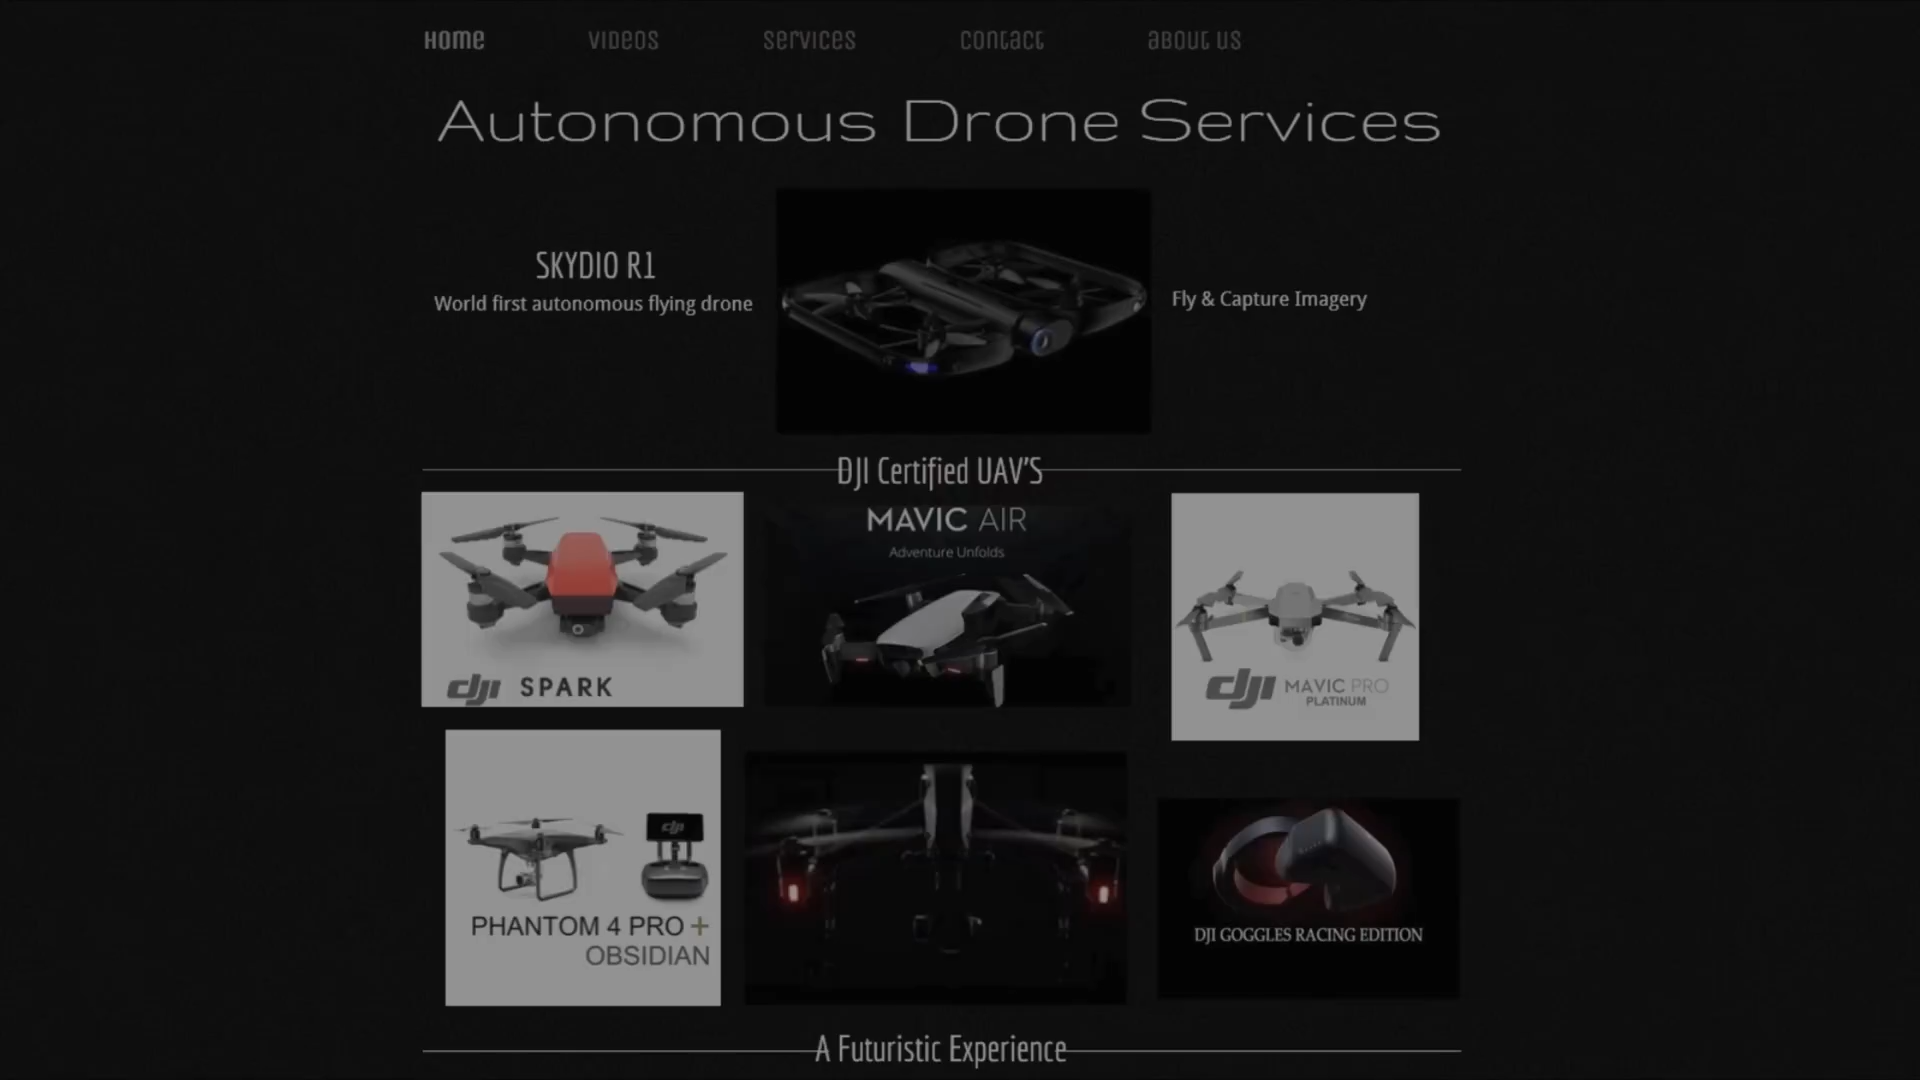 Home
videos
services
contact
about us
Autonomous Drone Services
SKYDIO R1
World first autonomous flying drone
Fly & Capture Imagery
DJI Certified UAV'S
dji SPARK
MAVIC AIR
Adventure Unfolds
dji MAVIC PRO
PLATINUM
dji
PHANTOM 4 PRO +
OBSIDIAN
DJI GOGGLES RACING EDITION
A Futuristic Experience